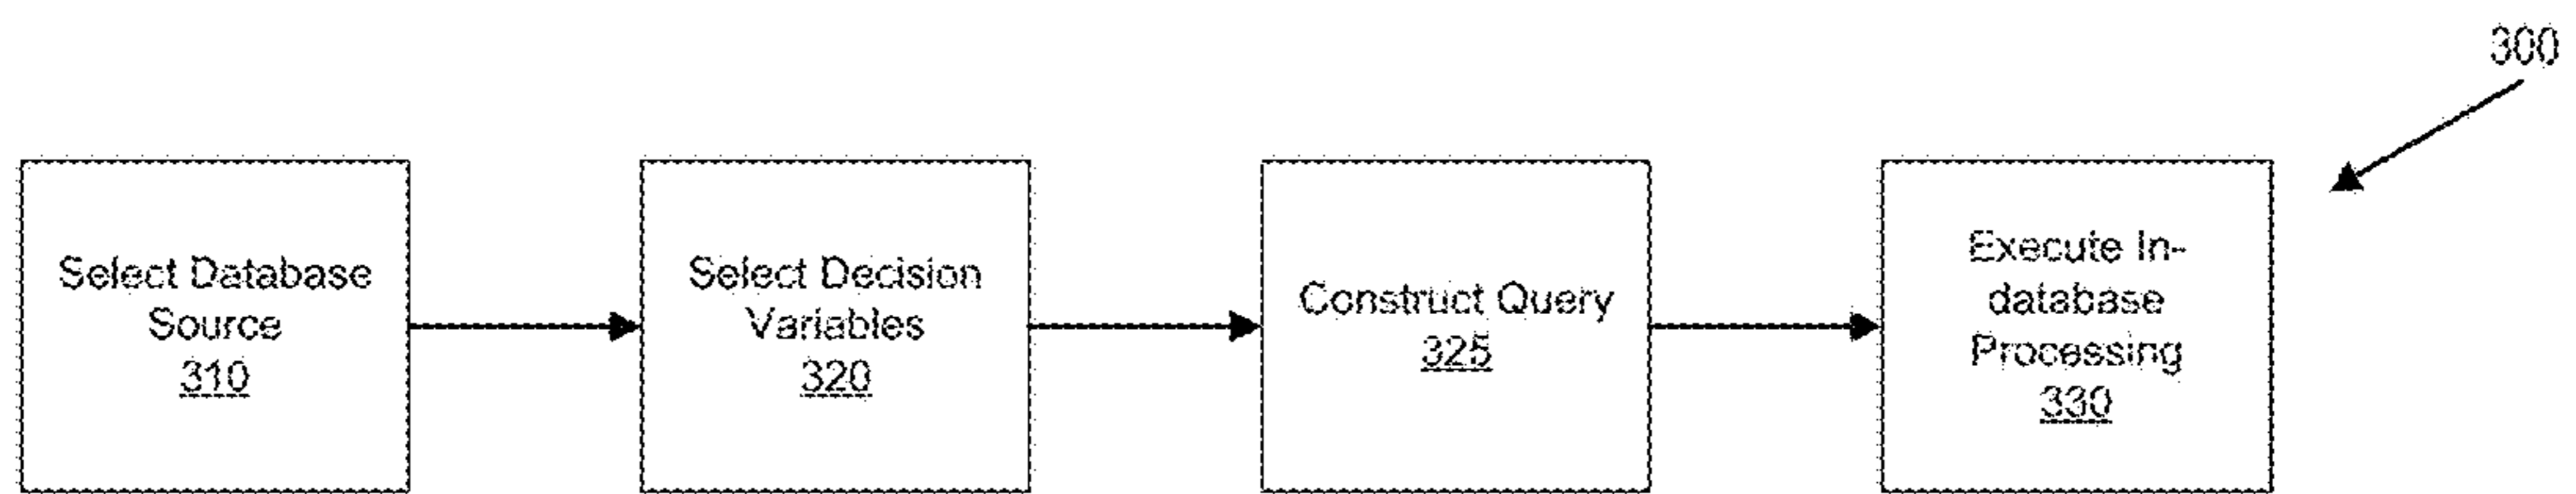 300
Select Database
Source
310
Select Decision
Variables
320
Construct Query
325
Execute In-
database
Processing
330